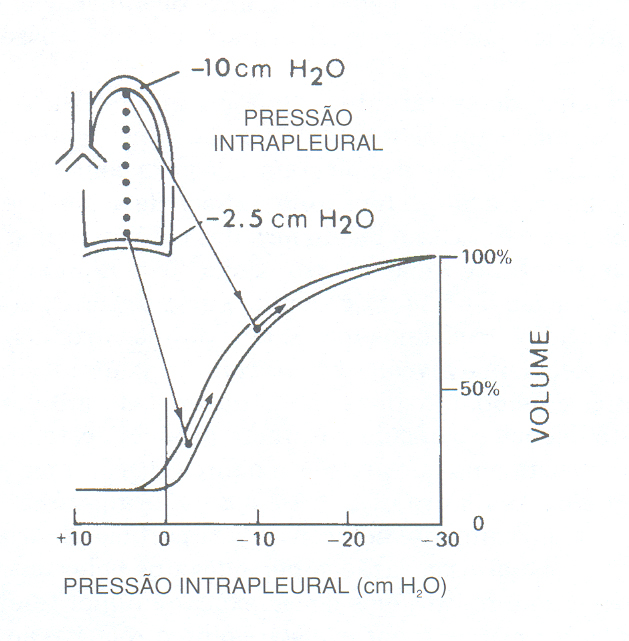 -10cm H2O
PRESSÃO
INTRAPLEURAL
-2.5 cm H2O
100%
50%
VOLUME
0
+10 0 -10 -20 -30
PRESSÃO INTRAPLEURAL (cm H₂O)